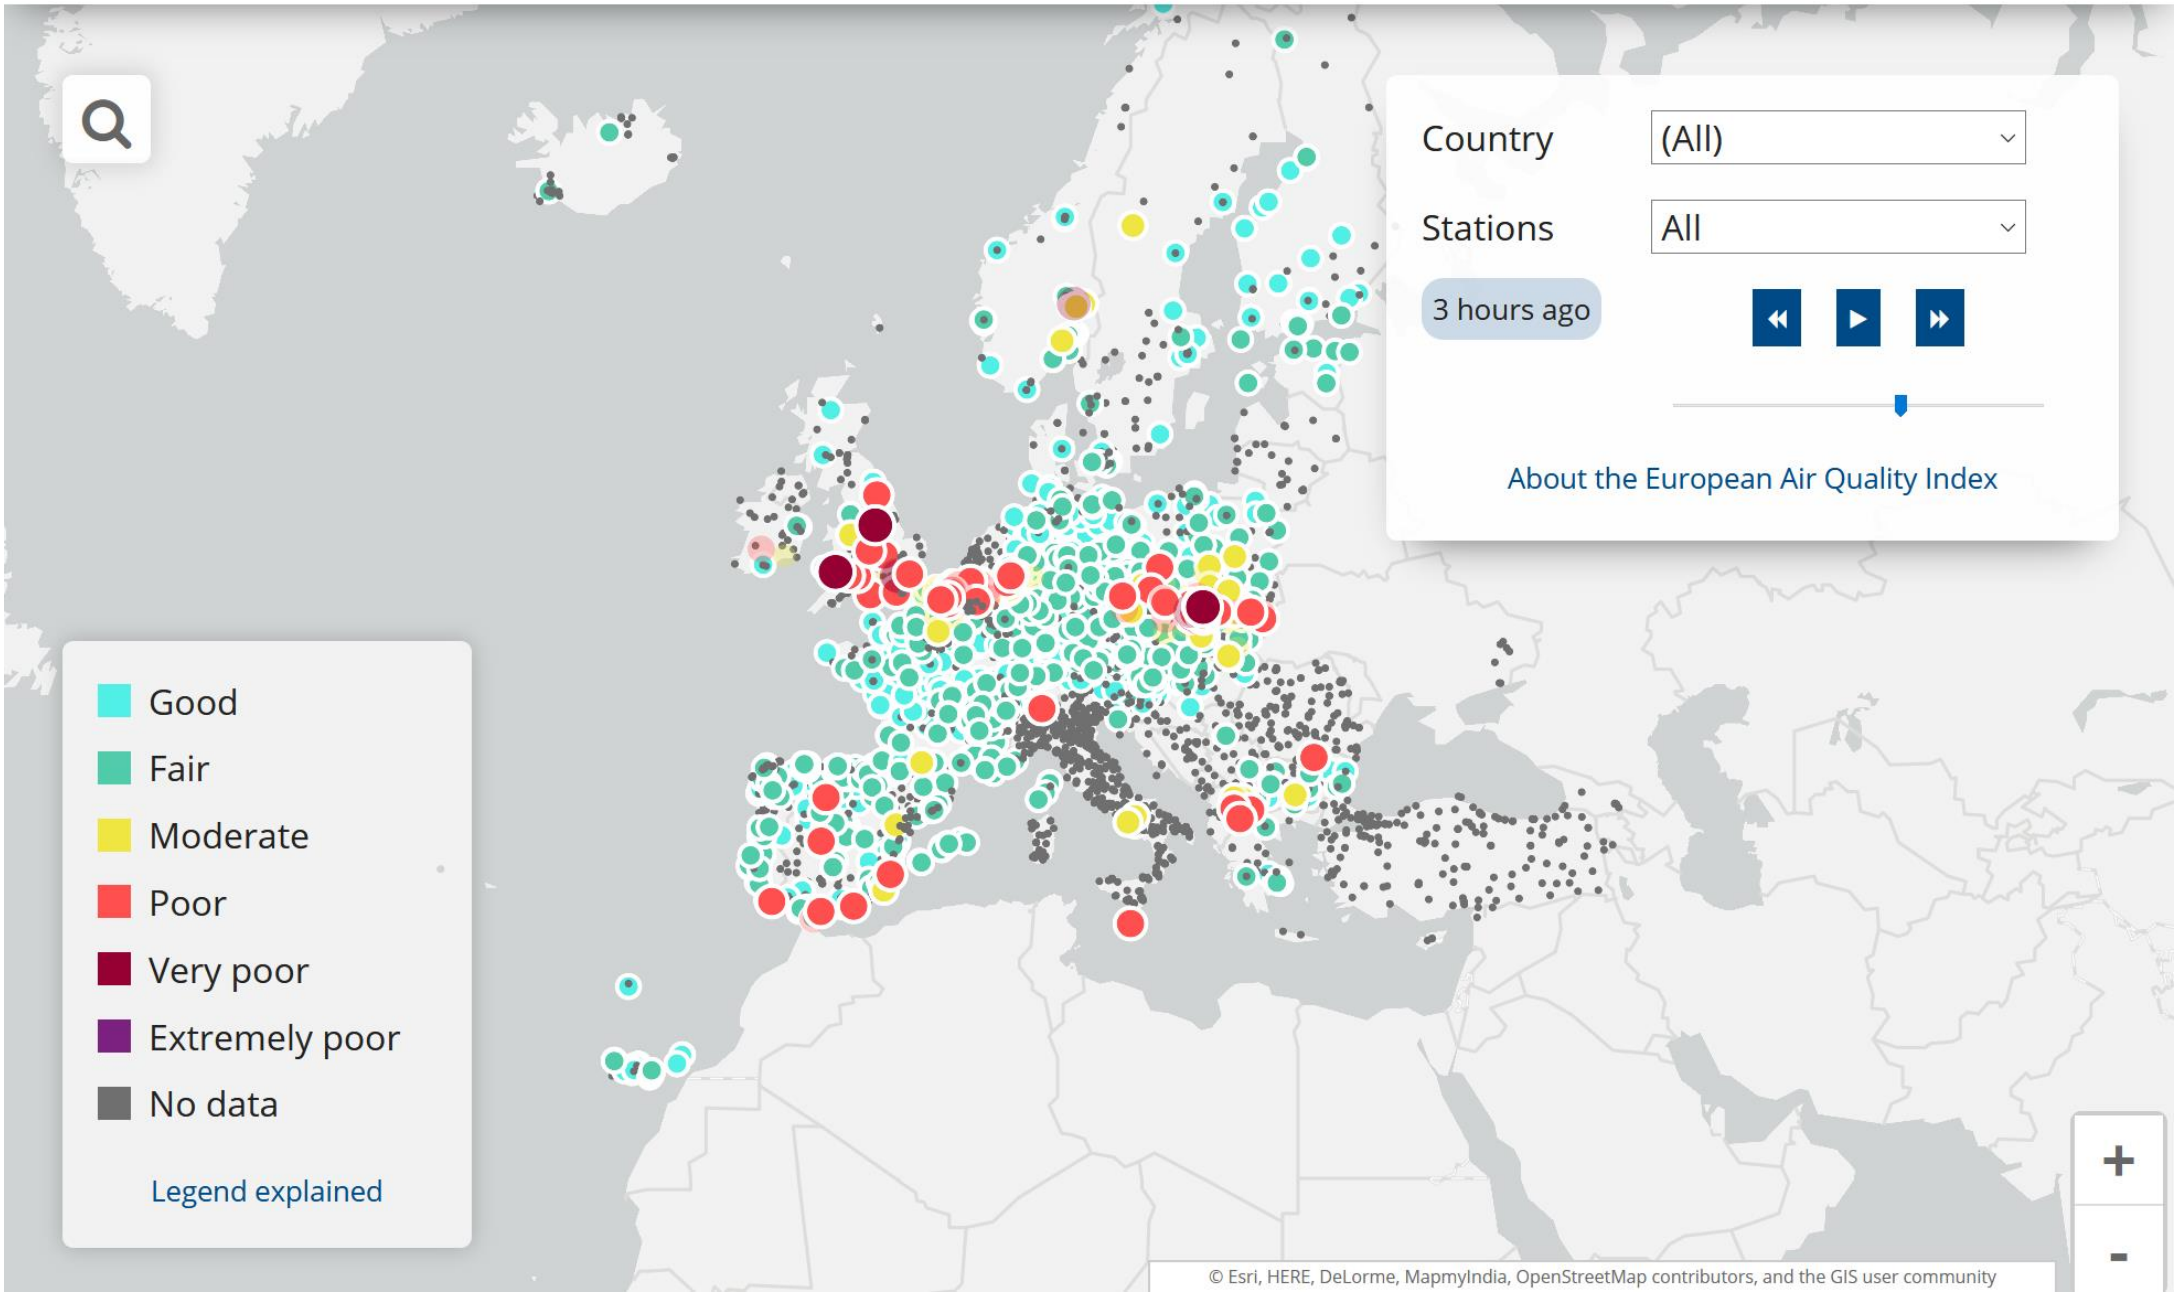 Country
(All)
Stations
All
3 hours ago
About the European Air Quality Index
Good
Fair
Moderate
Poor
Very poor
Extremely poor
No data
Legend explained
+
-
© Esri, HERE, DeLorme, MapmyIndia, OpenStreetMap contributors, and the GIS user community